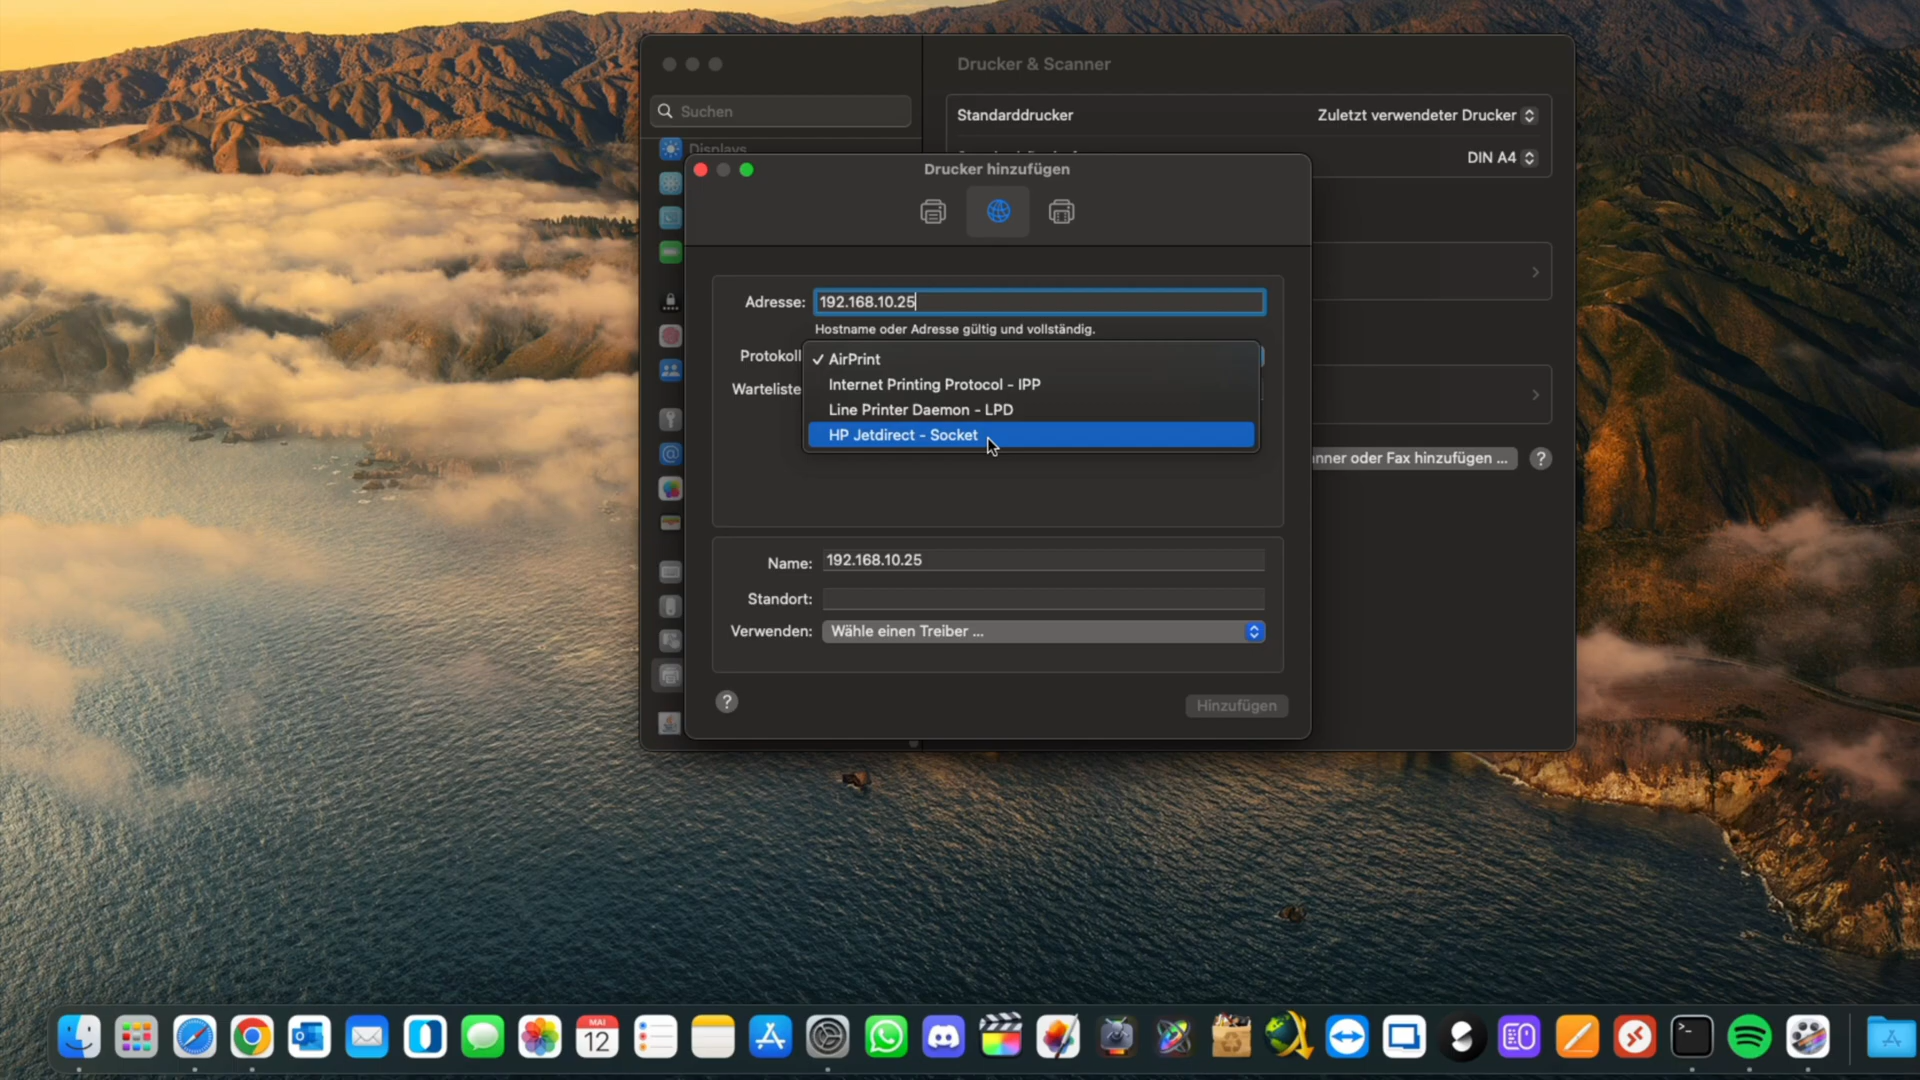 Drucker & Scanner
Suchen
Displays
Standarddrucker
Zuletzt verwendeter Drucker
DIN A4
Drucker hinzufügen
Adresse: 192.168.10.25
Hostname oder Adresse gültig und vollständig.
Protokoll
✓ AirPrint
Internet Printing Protocol - IPP
Warteliste
Line Printer Daemon - LPD
HP Jetdirect - Socket
nner oder Fax hinzufügen ...
?
Name: 192.168.10.25
Standort:
Verwenden: Wähle einen Treiber ...
?
Hinzufügen
MAI
12